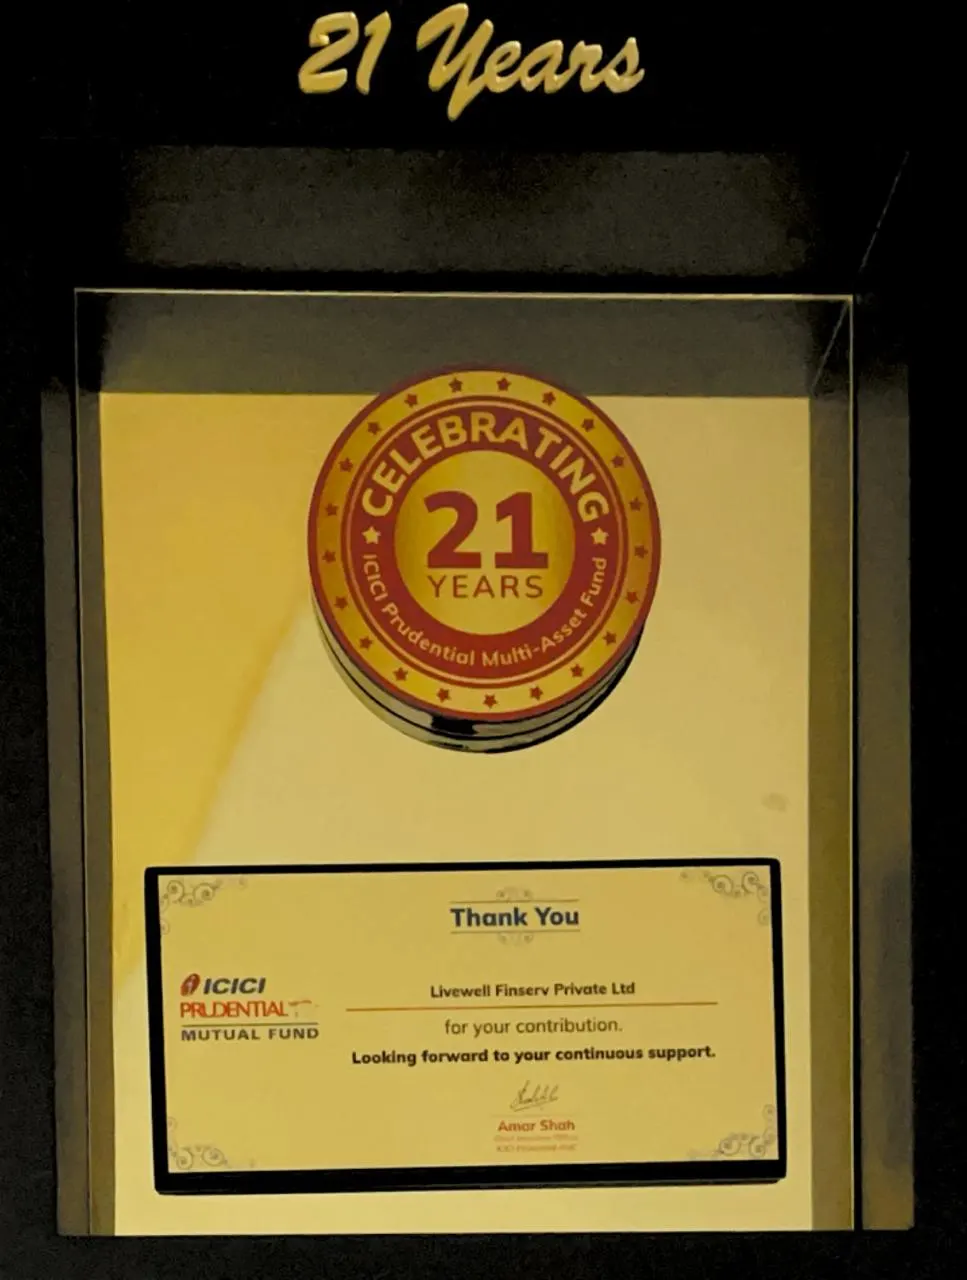 21 Years
CELEBRATING
21
YEARS
ICICI Prudential Multi-Asset Fund
Thank You
ICICI
PRUDENTIAL
MUTUAL FUND
Livewell Finserv Private Ltd
for your contribution.
Looking forward to your continuous support.
Amar Shah